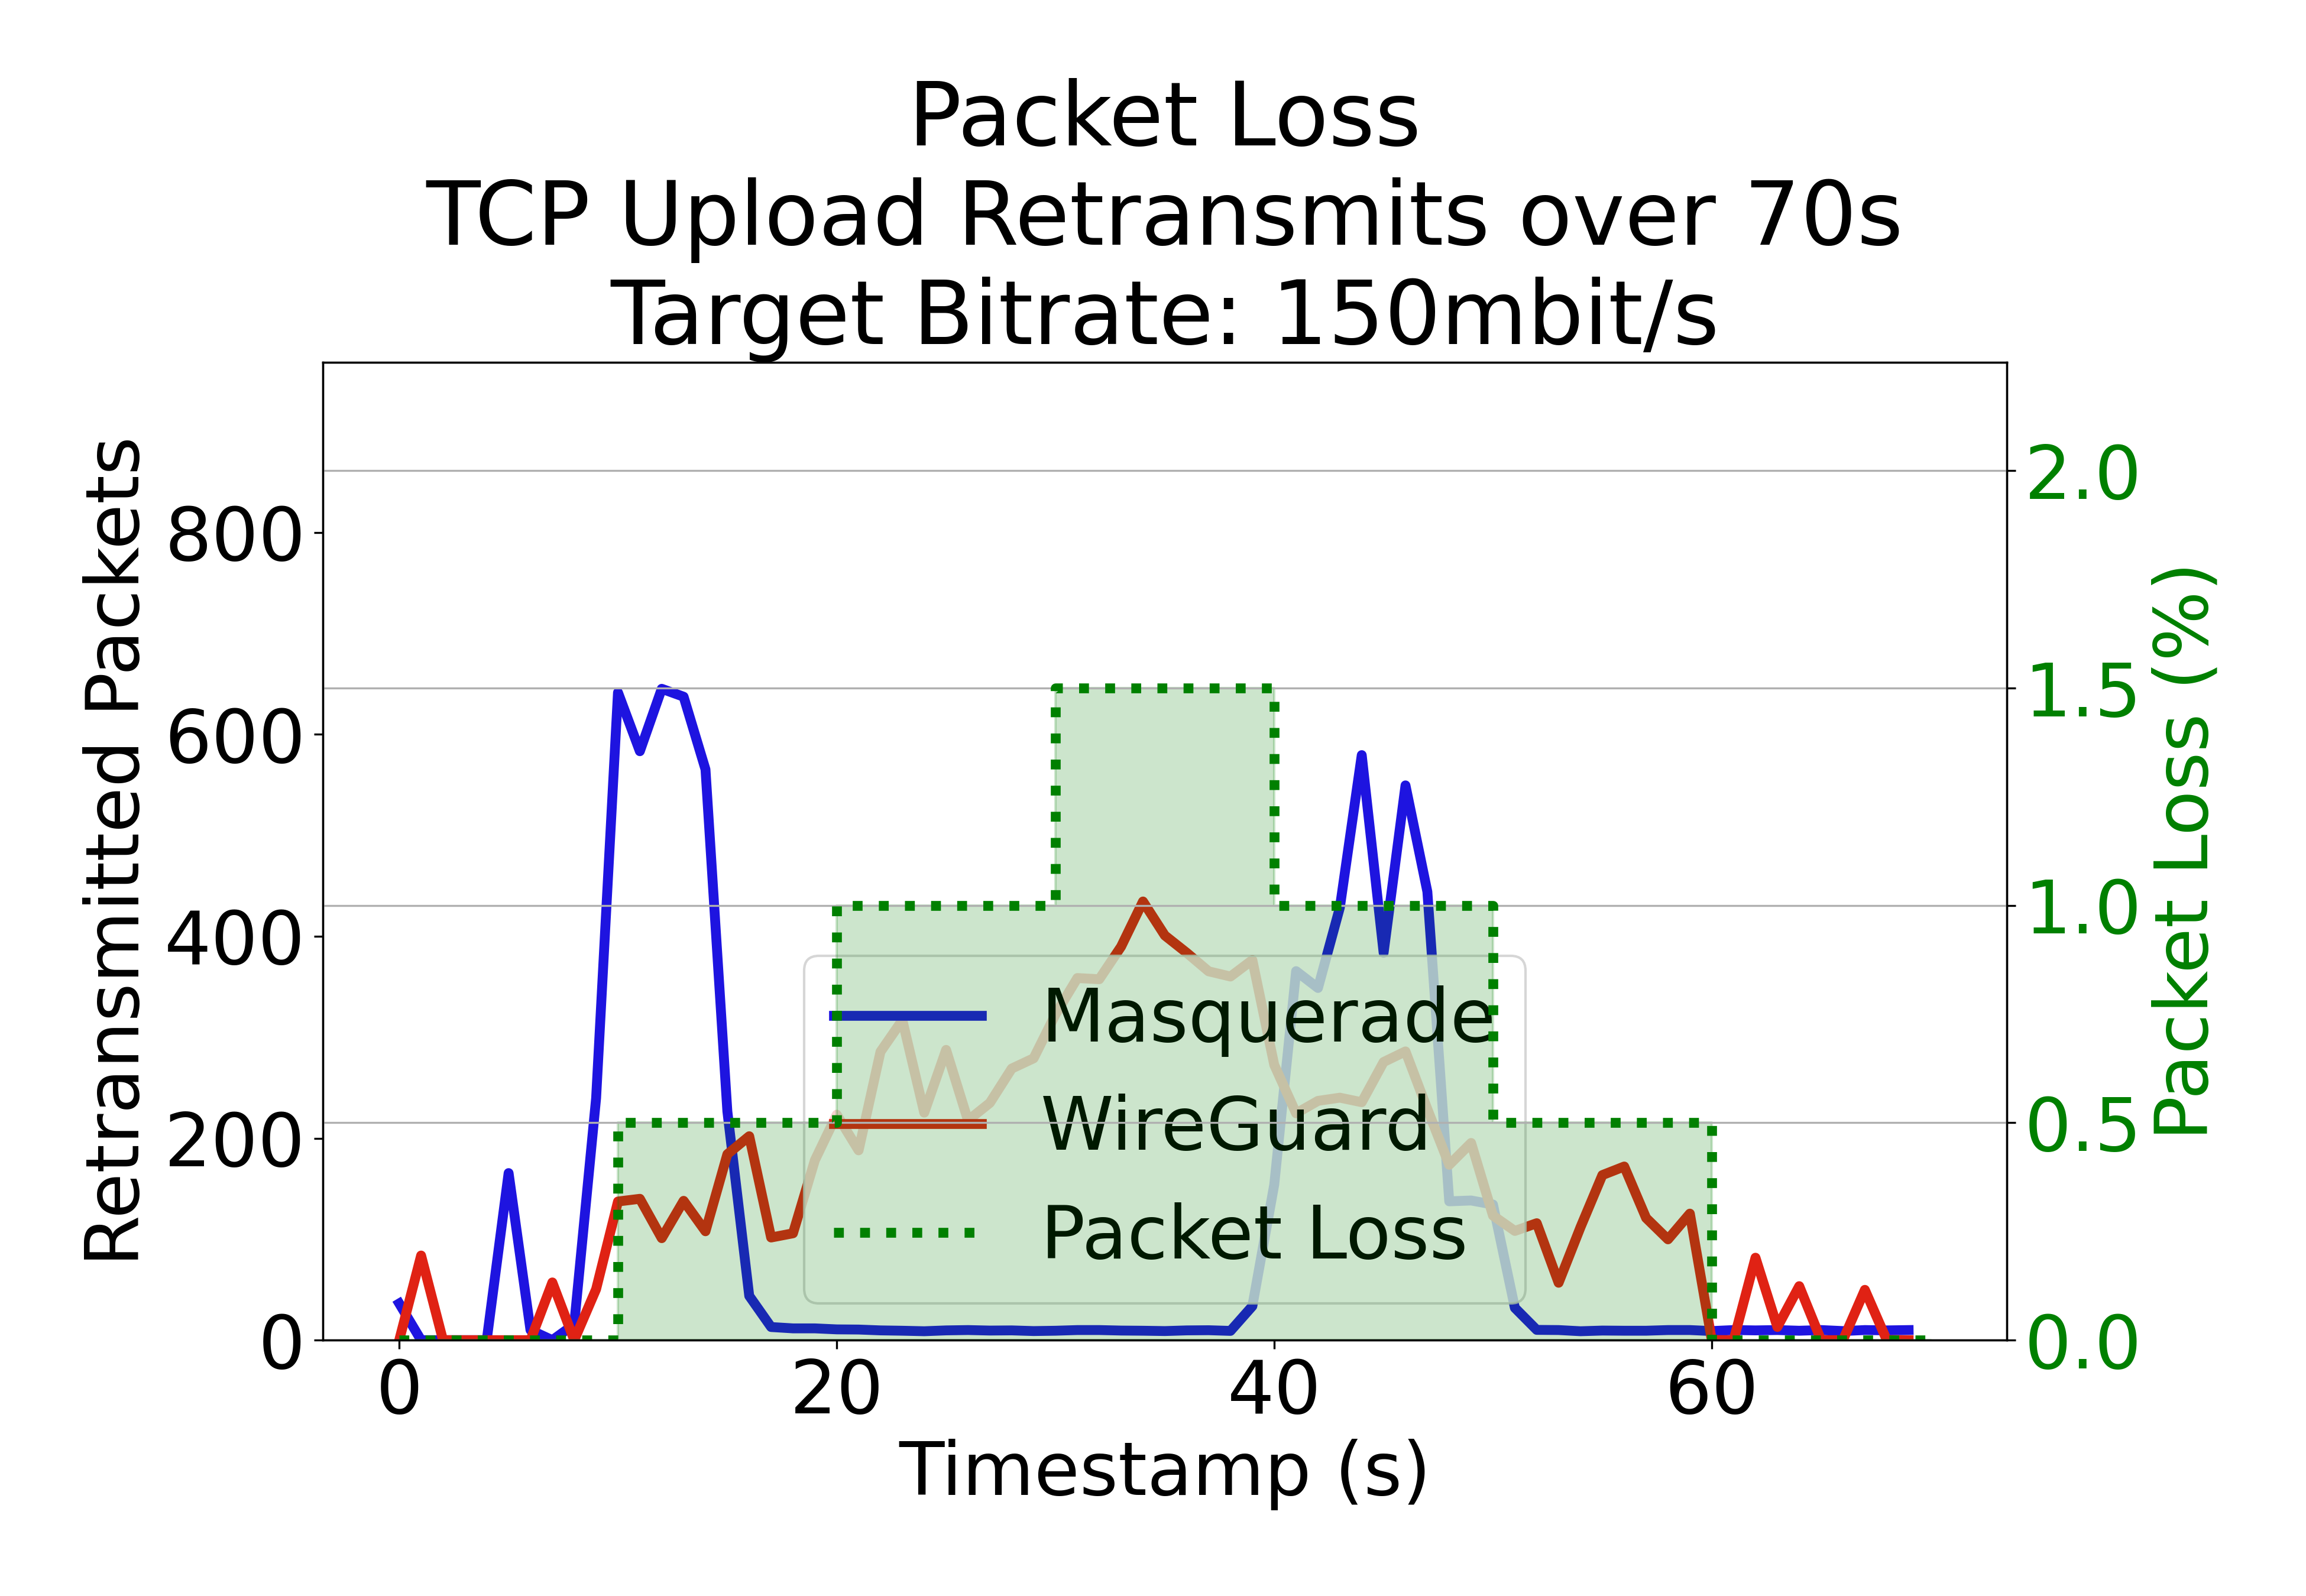 Packet Loss
TCP Upload Retransmits over 70s
Target Bitrate: 150mbit/s
Retransmitted Packets
800
600
400
200
0
2.0
1.5
1.0
0.5
0.0
Packet Loss (%)
Masquerade
WireGuard
Packet Loss
0 20 40 60
Timestamp (s)